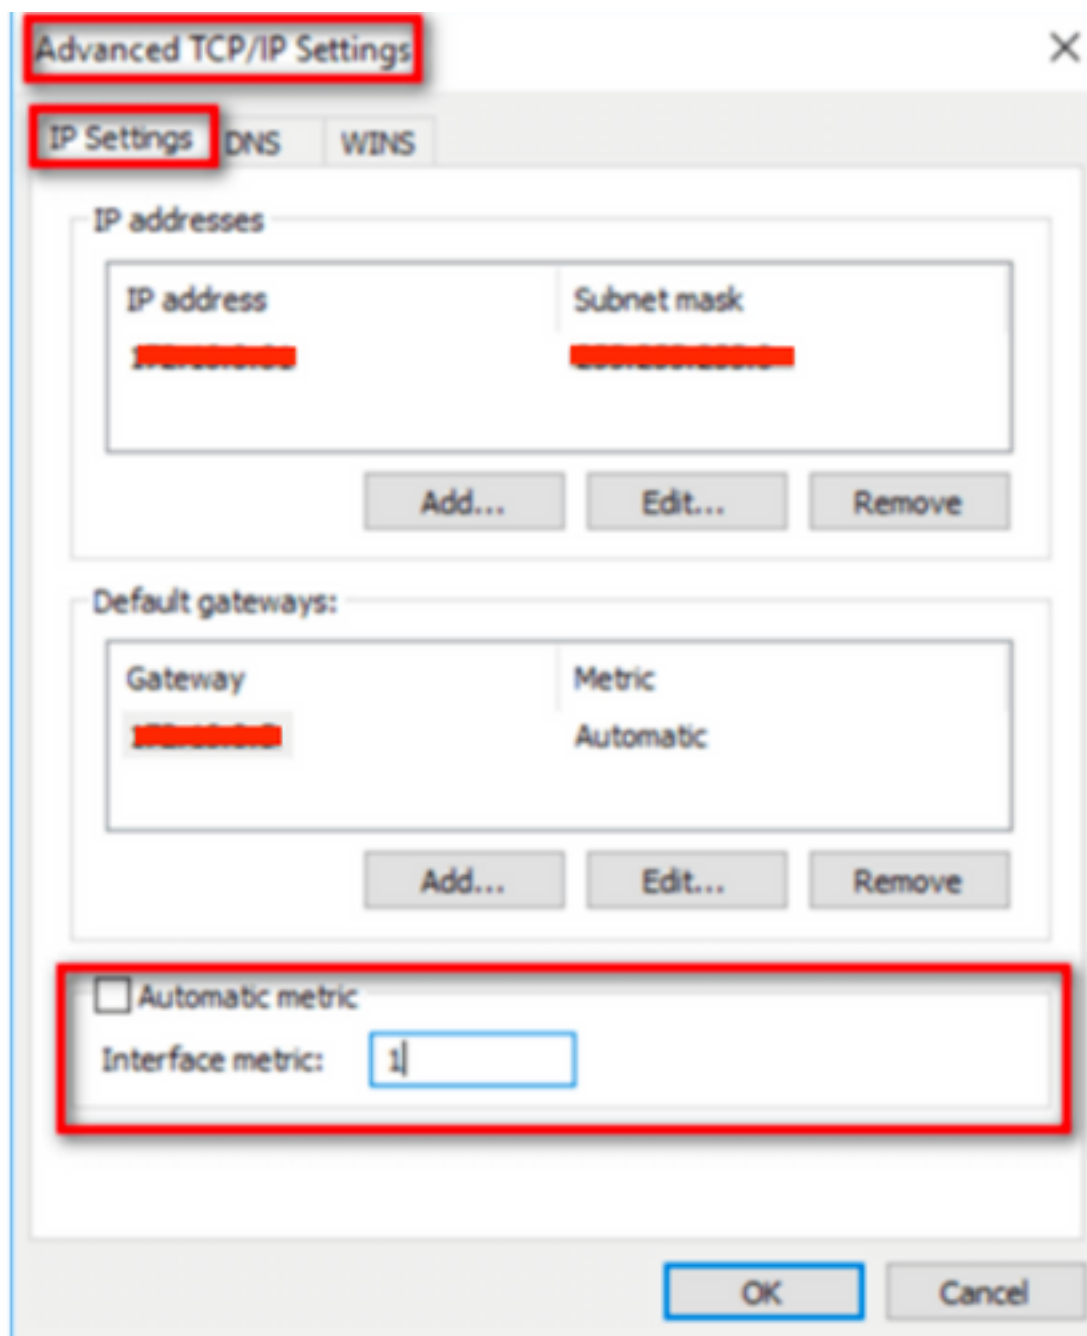 Advanced TCP/IP Settings
IP Settings DNS WINS
IP addresses
IP address Subnet mask
Add... Edit... Remove
Default gateways:
Gateway Metric
Automatic
Add... Edit... Remove
Automatic metric
Interface metric: 1
OK Cancel